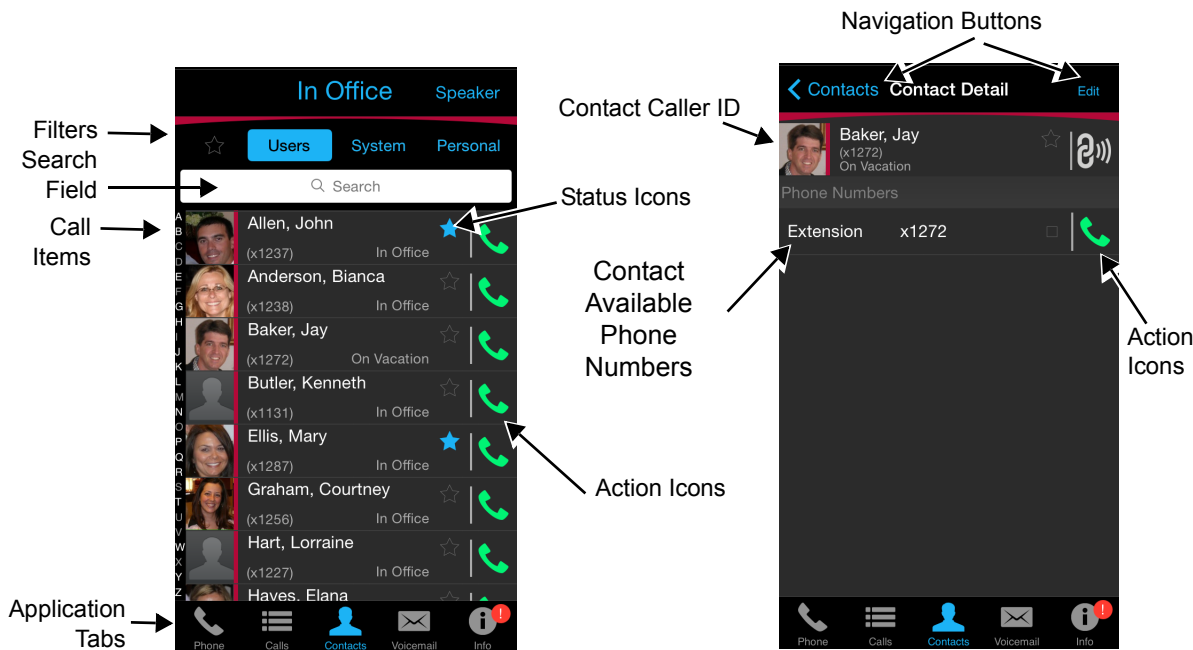 Navigation Buttons
In Office
Speaker
Filters
Users
System
Personal
Search
Field
Search
Call
Items
A
B
C
D
E
F
G
H
I
J
K
L
M
N
O
P
Q
R
S
T
U
V
W
X
Y
Z
Allen, John
(x1237)
In Office
Anderson, Bianca
(x1238)
In Office
Baker, Jay
(x1272)
On Vacation
Butler, Kenneth
(x1131)
In Office
Ellis, Mary
(x1287)
In Office
Graham, Courtney
(x1256)
In Office
Hart, Lorraine
(x1227)
In Office
Hayes, Elana
Application
Tabs
Phone
Calls
Contacts
Voicemail
Info
!
Status Icons
Action Icons
Contact Caller ID
Contacts
Contact Detail
Edit
Baker, Jay
(x1272)
On Vacation
Phone Numbers
Extension x1272
Contact
Available
Phone
Numbers
Action
Icons
Phone
Calls
Contacts
Voicemail
Info
!